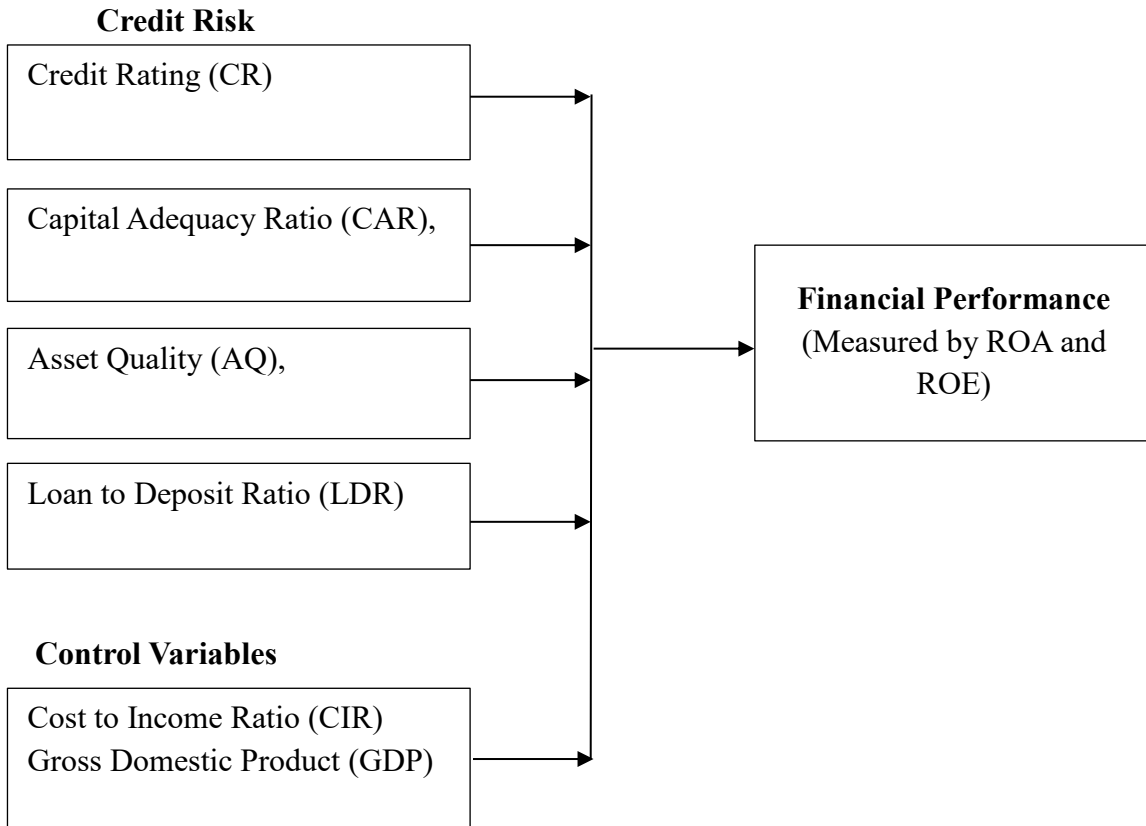 Credit Risk
Credit Rating (CR)
Capital Adequacy Ratio (CAR),
Asset Quality (AQ),
Loan to Deposit Ratio (LDR)
Control Variables
Cost to Income Ratio (CIR)
Gross Domestic Product (GDP)
Financial Performance
(Measured by ROA and
ROE)